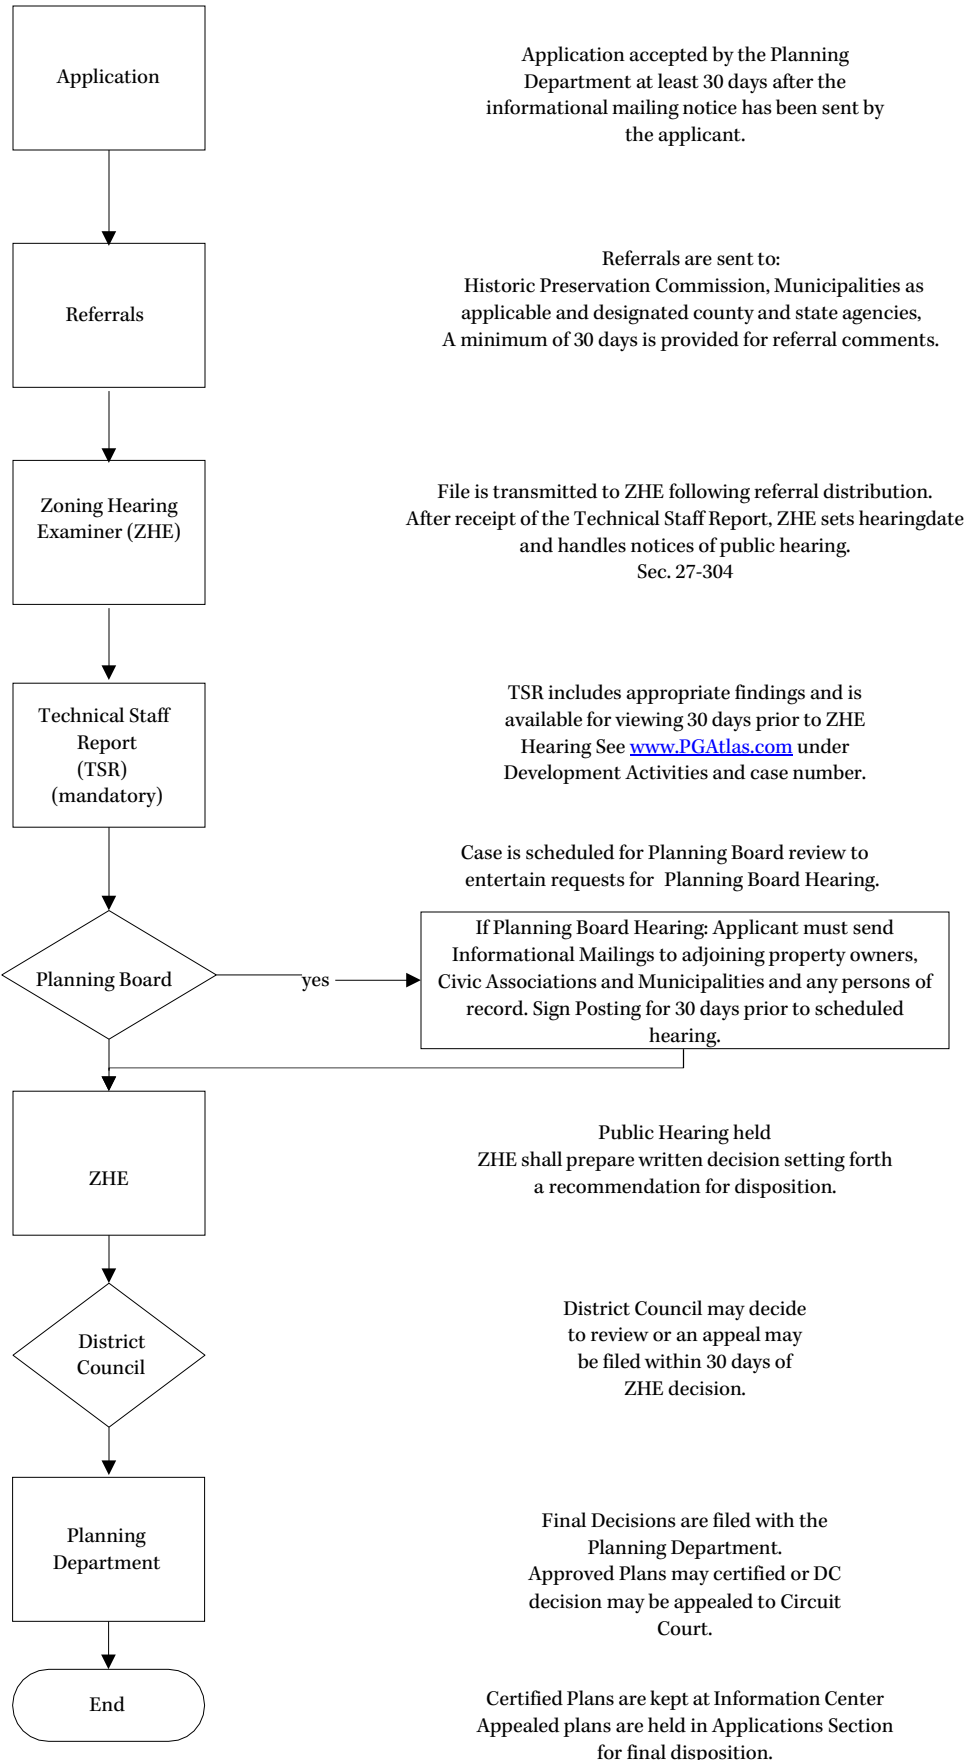 Application
Application accepted by the Planning
Department at least 30 days after the
informational mailing notice has been sent by
the applicant.
Referrals
Referrals are sent to:
Historic Preservation Commission, Municipalities as
applicable and designated county and state agencies,
A minimum of 30 days is provided for referral comments.
Zoning Hearing
Examiner (ZHE)
File is transmitted to ZHE following referral distribution.
After receipt of the Technical Staff Report, ZHE sets hearingdate
and handles notices of public hearing.
Sec. 27-304
Technical Staff
Report
(TSR)
(mandatory)
TSR includes appropriate findings and is
available for viewing 30 days prior to ZHE
Hearing See www.PGAtlas.com under
Development Activities and case number.
Case is scheduled for Planning Board review to
entertain requests for Planning Board Hearing.
Planning Board
yes
If Planning Board Hearing: Applicant must send
Informational Mailings to adjoining property owners,
Civic Associations and Municipalities and any persons of
record. Sign Posting for 30 days prior to scheduled
hearing.
ZHE
Public Hearing held
ZHE shall prepare written decision setting forth
a recommendation for disposition.
District
Council
District Council may decide
to review or an appeal may
be filed within 30 days of
ZHE decision.
Planning
Department
Final Decisions are filed with the
Planning Department.
Approved Plans may certified or DC
decision may be appealed to Circuit
Court.
End
Certified Plans are kept at Information Center
Appealed plans are held in Applications Section
for final disposition.